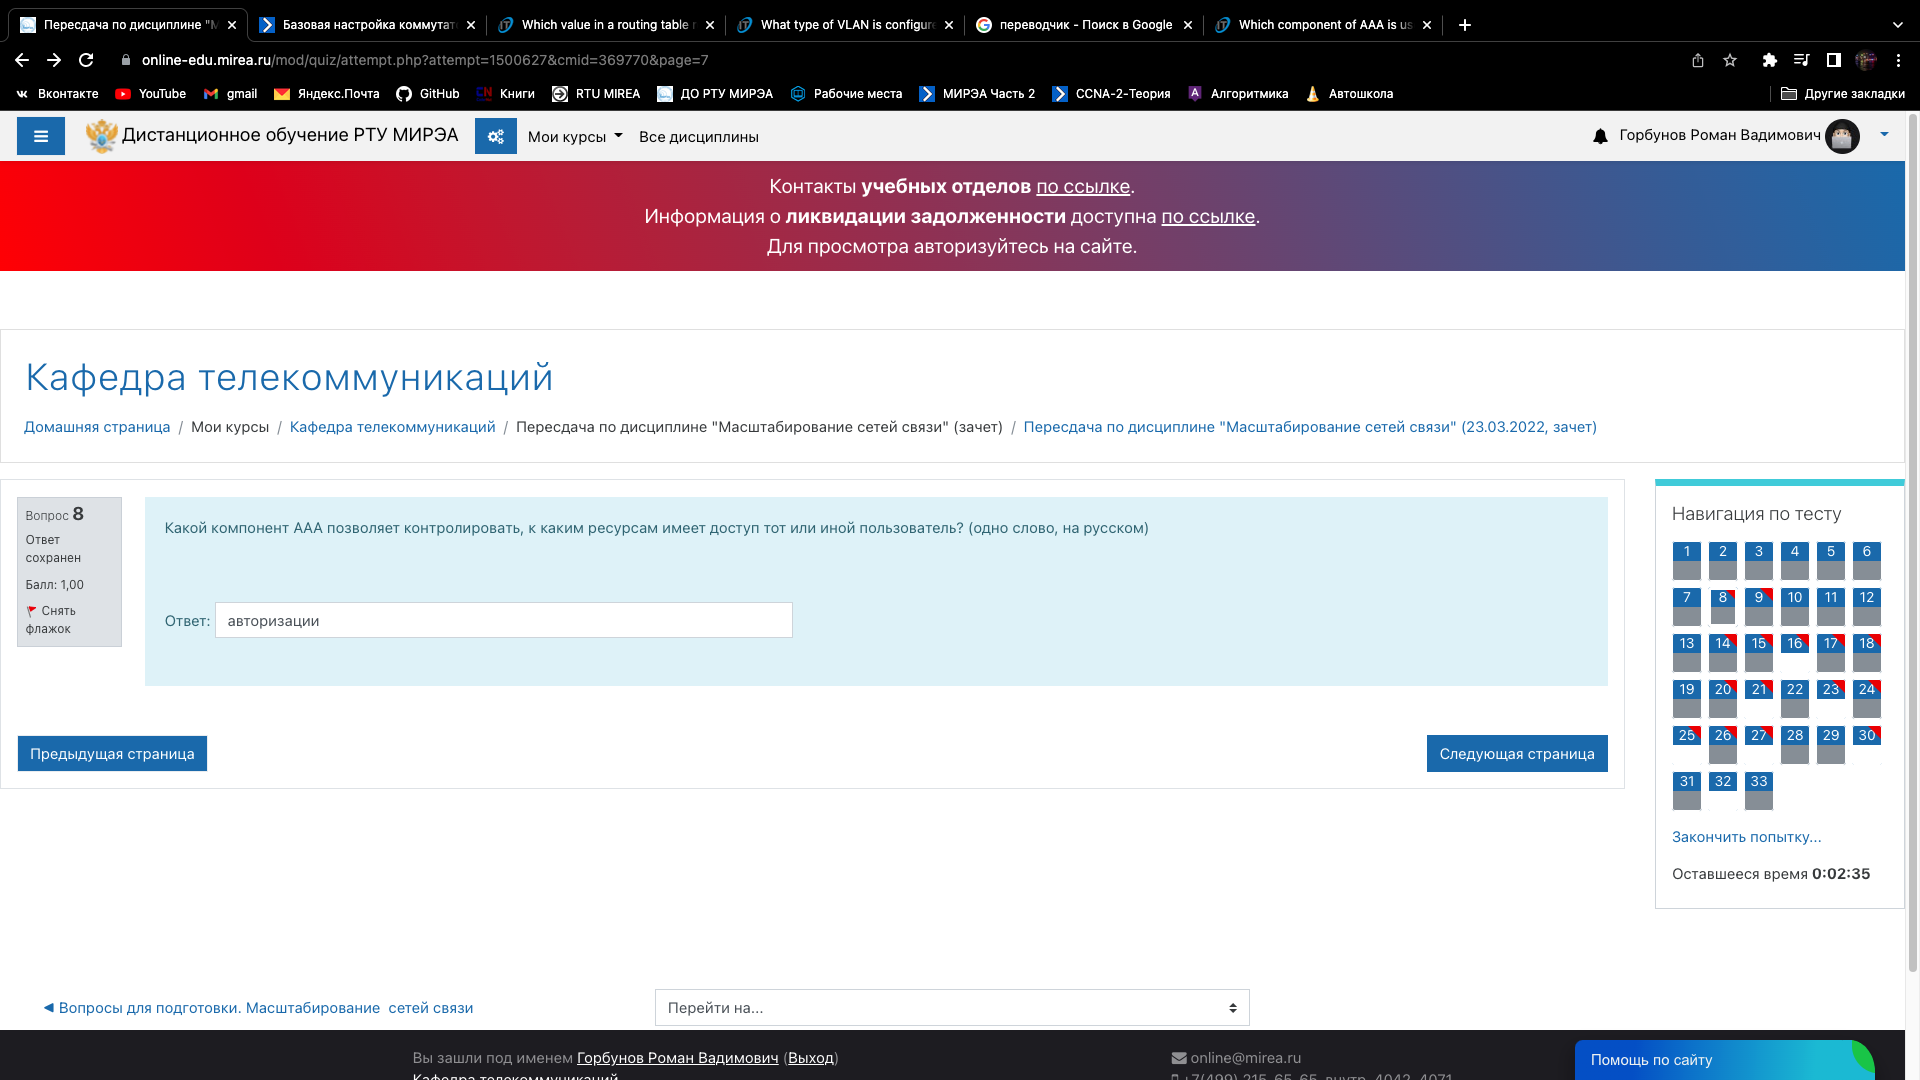 Пересдача по дисциплине "М
Базовая настройка коммутат
Which value in a routing table r
What type of VLAN is configure
переводчик - Поиск в Google
Which component of AAA is us
online-edu.mirea.ru/mod/quiz/attempt.php?attempt=1500627&cmid=369770&page=7
Вконтакте
YouTube
gmail
Яндекс.Почта
GitHub
CN Книги
RTU MIREA
ДО РТУ МИРЭА
Рабочие места
МИРЭА Часть 2
CCNA-2-Теория
Алгоритмика
Автошкола
Другие закладки
Дистанционное обучение РТУ МИРЭА
Мои курсы
Все дисциплины
Горбунов Роман Вадимович
Контакты учебных отделов по ссылке.
Информация о ликвидации задолженности доступна по ссылке.
Для просмотра авторизуйтесь на сайте.
Кафедра телекоммуникаций
Домашняя страница / Мои курсы / Кафедра телекоммуникаций / Пересдача по дисциплине "Масштабирование сетей связи" (зачет) / Пересдача по дисциплине "Масштабирование сетей связи" (23.03.2022, зачет)
Вопрос 8
Ответ
сохранен
Балл: 1,00
Снять
флажок
Какой компонент ААА позволяет контролировать, к каким ресурсам имеет доступ тот или иной пользователь? (одно слово, на русском)
Ответ: авторизации
Предыдущая страница
Следующая страница
Навигация по тесту
1 2 3 4 5 6
7 8 9 10 11 12
13 14 15 16 17 18
19 20 21 22 23 24
25 26 27 28 29 30
31 32 33
Закончить попытку...
Оставшееся время 0:02:35
◄ Вопросы для подготовки. Масштабирование сетей связи
Перейти на...
Вы зашли под именем Горбунов Роман Вадимович (Выход)
Кафедра телекоммуникаций
online@mirea.ru
+7(499) 215-65-65, внутр. 4042, 4071
Помощь по сайту